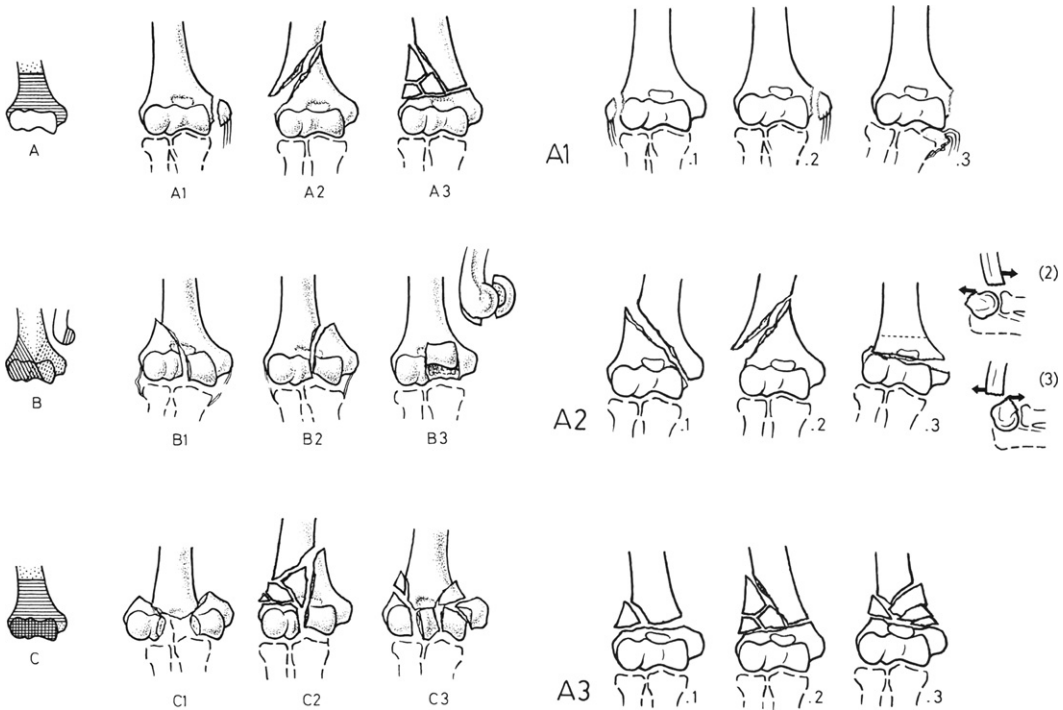 A
A1
A2
A3
B
B1
B2
B3
C
C1
C2
C3
A1
.1
.2
.3
A2
.1
.2
.3
(2)
(3)
A3
.1
.2
.3